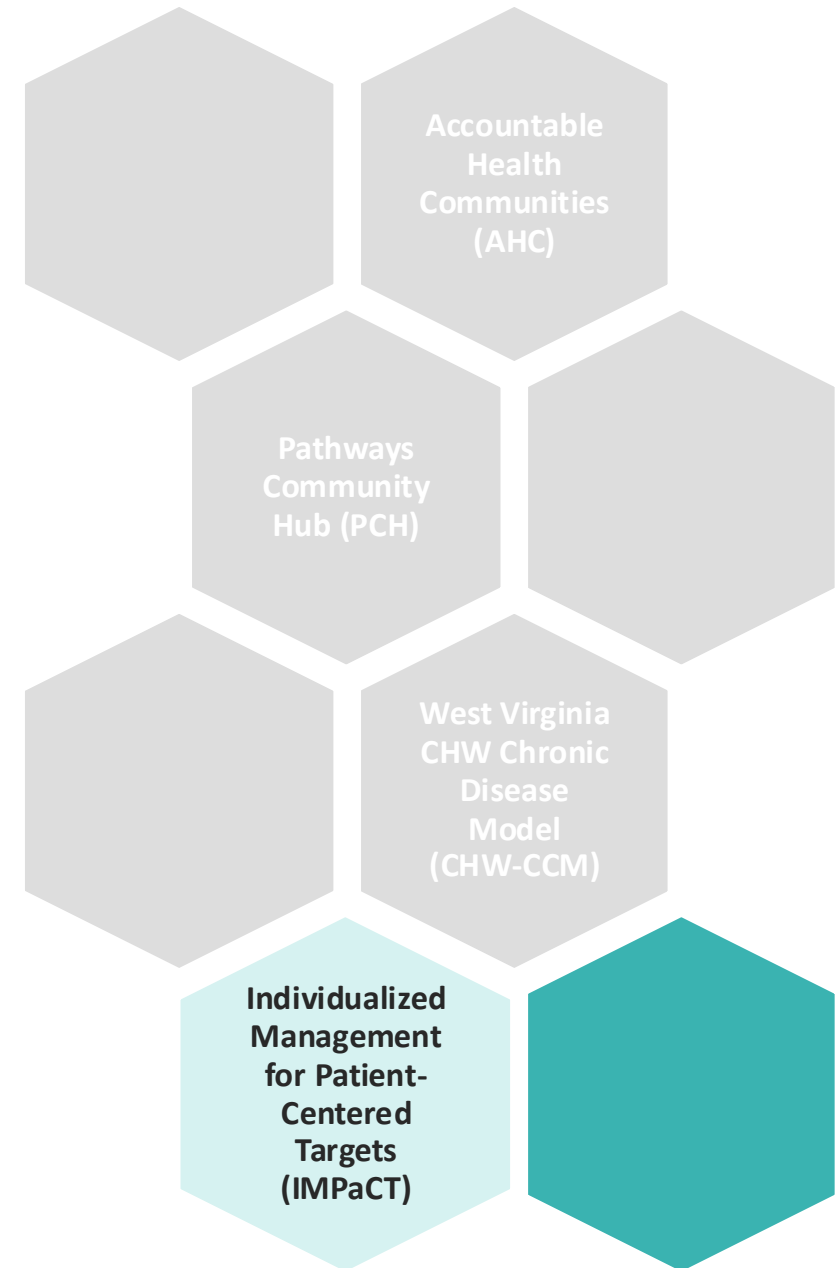 Accountable
Health
Communities
(AHC)
Pathways
Community
Hub (PCH)
West Virginia
CHW Chronic
Disease
Model
(CHW-CCM)
Individualized
Management
for Patient-
Centered
Targets
(IMPaCT)